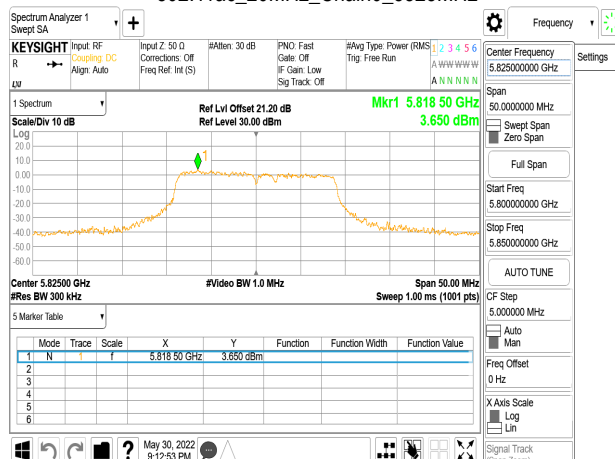 Spectrum Analyzer 1
Swept SA
Frequency
KEYSIGHT
R
Input: RF
Coupling: DC
Align: Auto
Input Z: 50 Ω
Corrections: Off
Freq Ref: Int (S)
#Atten: 30 dB
PNO: Fast
Gate: Off
IF Gain: Low
Sig Track: Off
#Avg Type: Power (RMS
Trig: Free Run
1 2 3 4 5 6
A W W W W W
A N N N N N
Settings
Center Frequency
5.825000000 GHz
Span
50.0000000 MHz
Swept Span
Zero Span
Full Span
Start Freq
5.800000000 GHz
Stop Freq
5.850000000 GHz
AUTO TUNE
CF Step
5.000000 MHz
Auto
Man
Freq Offset
0 Hz
X Axis Scale
Log
Lin
Signal Track
1 Spectrum
Scale/Div 10 dB
Ref Lvl Offset 21.20 dB
Ref Level 30.00 dBm
Mkr1 5.818 50 GHz
3.650 dBm
Log
20.0
10.0
0.00
-10.0
-20.0
-30.0
-40.0
-50.0
-60.0
1
Center 5.82500 GHz
#Res BW 300 kHz
#Video BW 1.0 MHz
Span 50.00 MHz
Sweep 1.00 ms (1001 pts)
5 Marker Table
Mode Trace Scale X Y Function Function Width Function Value
1 N 1 f 5.818 50 GHz 3.650 dBm
2
3
4
5
6
May 30, 2022
9:12:53 PM